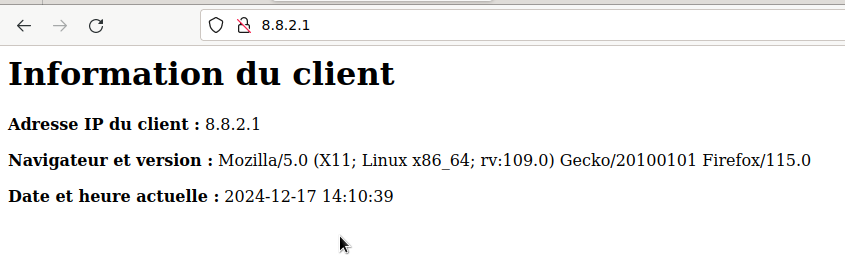 8.8.2.1
Information du client
Adresse IP du client : 8.8.2.1
Navigateur et version : Mozilla/5.0 (X11; Linux x86_64; rv:109.0) Gecko/20100101 Firefox/115.0
Date et heure actuelle : 2024-12-17 14:10:39